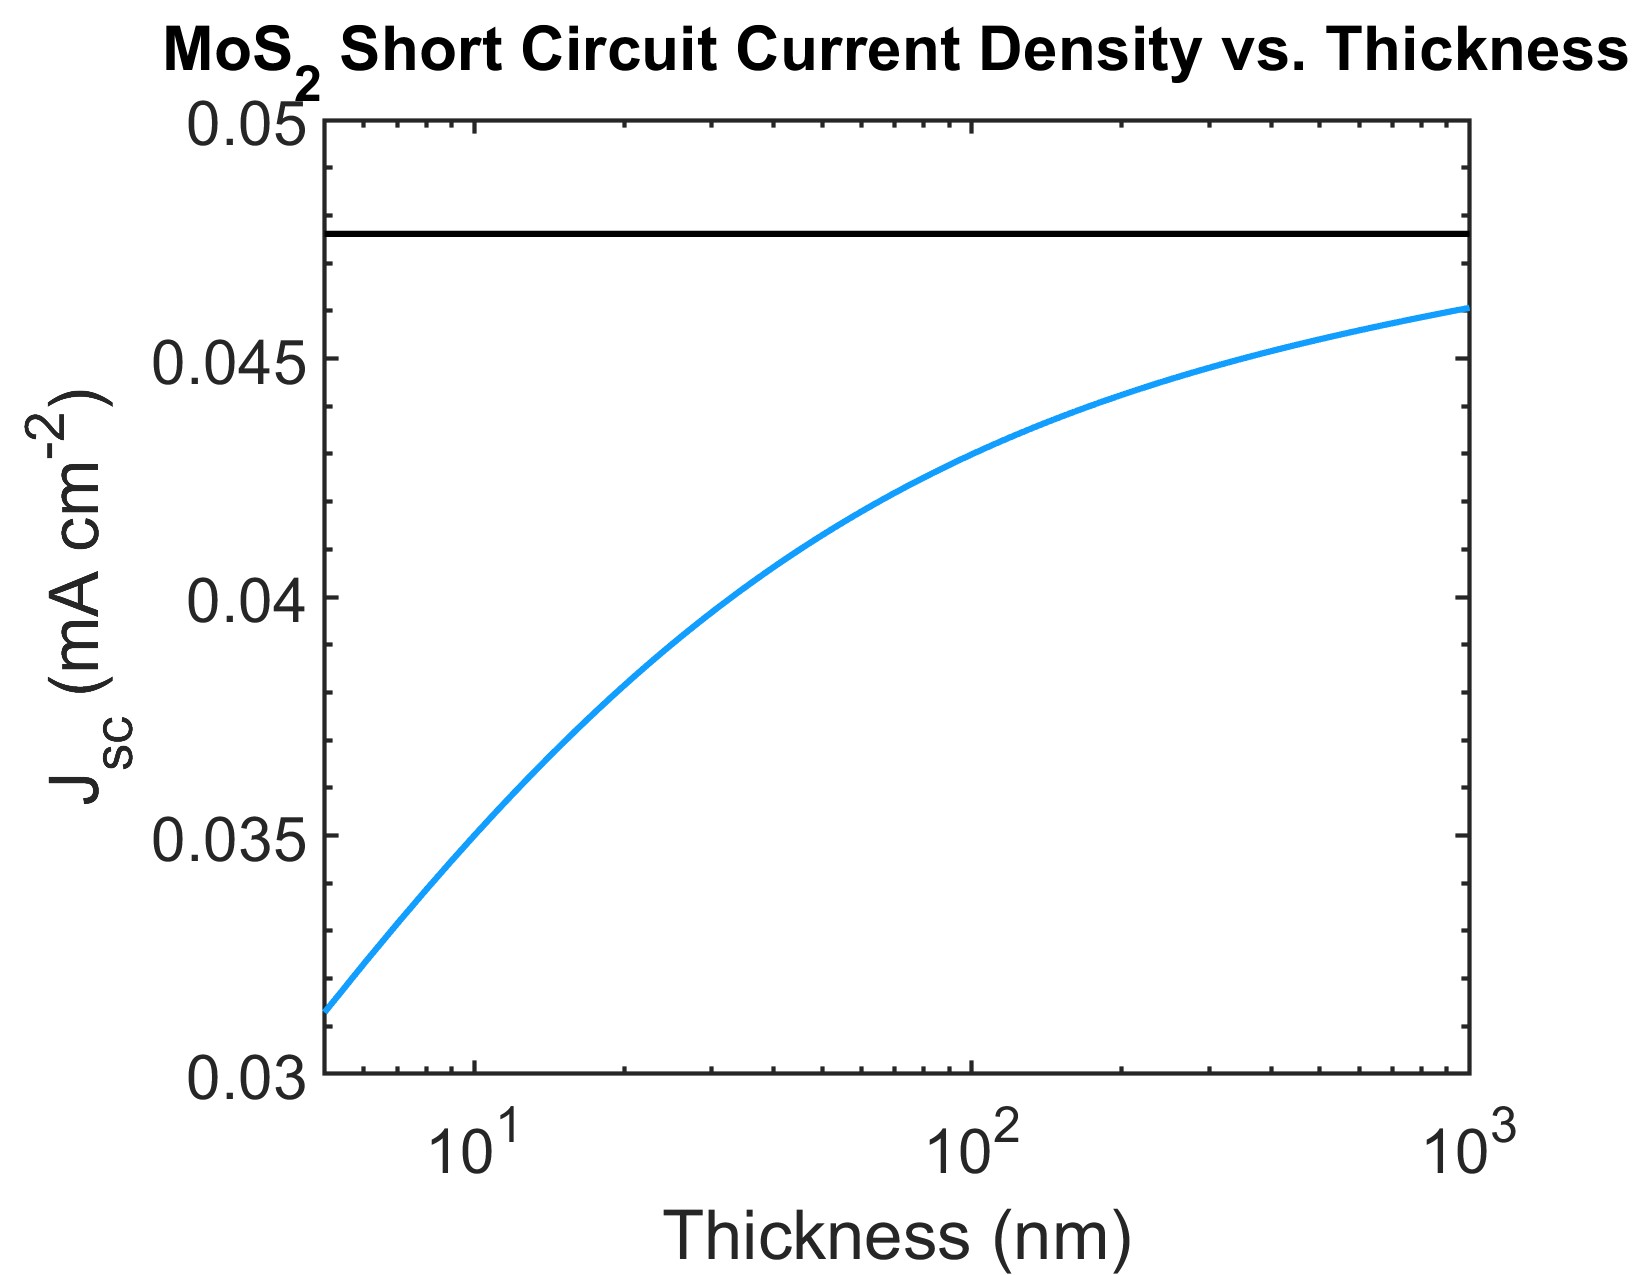 MoS₂ Short Circuit Current Density vs. Thickness
0.05
0.045
0.04
0.035
0.03
J_sc (mA cm⁻²)
10¹
10²
10³
Thickness (nm)